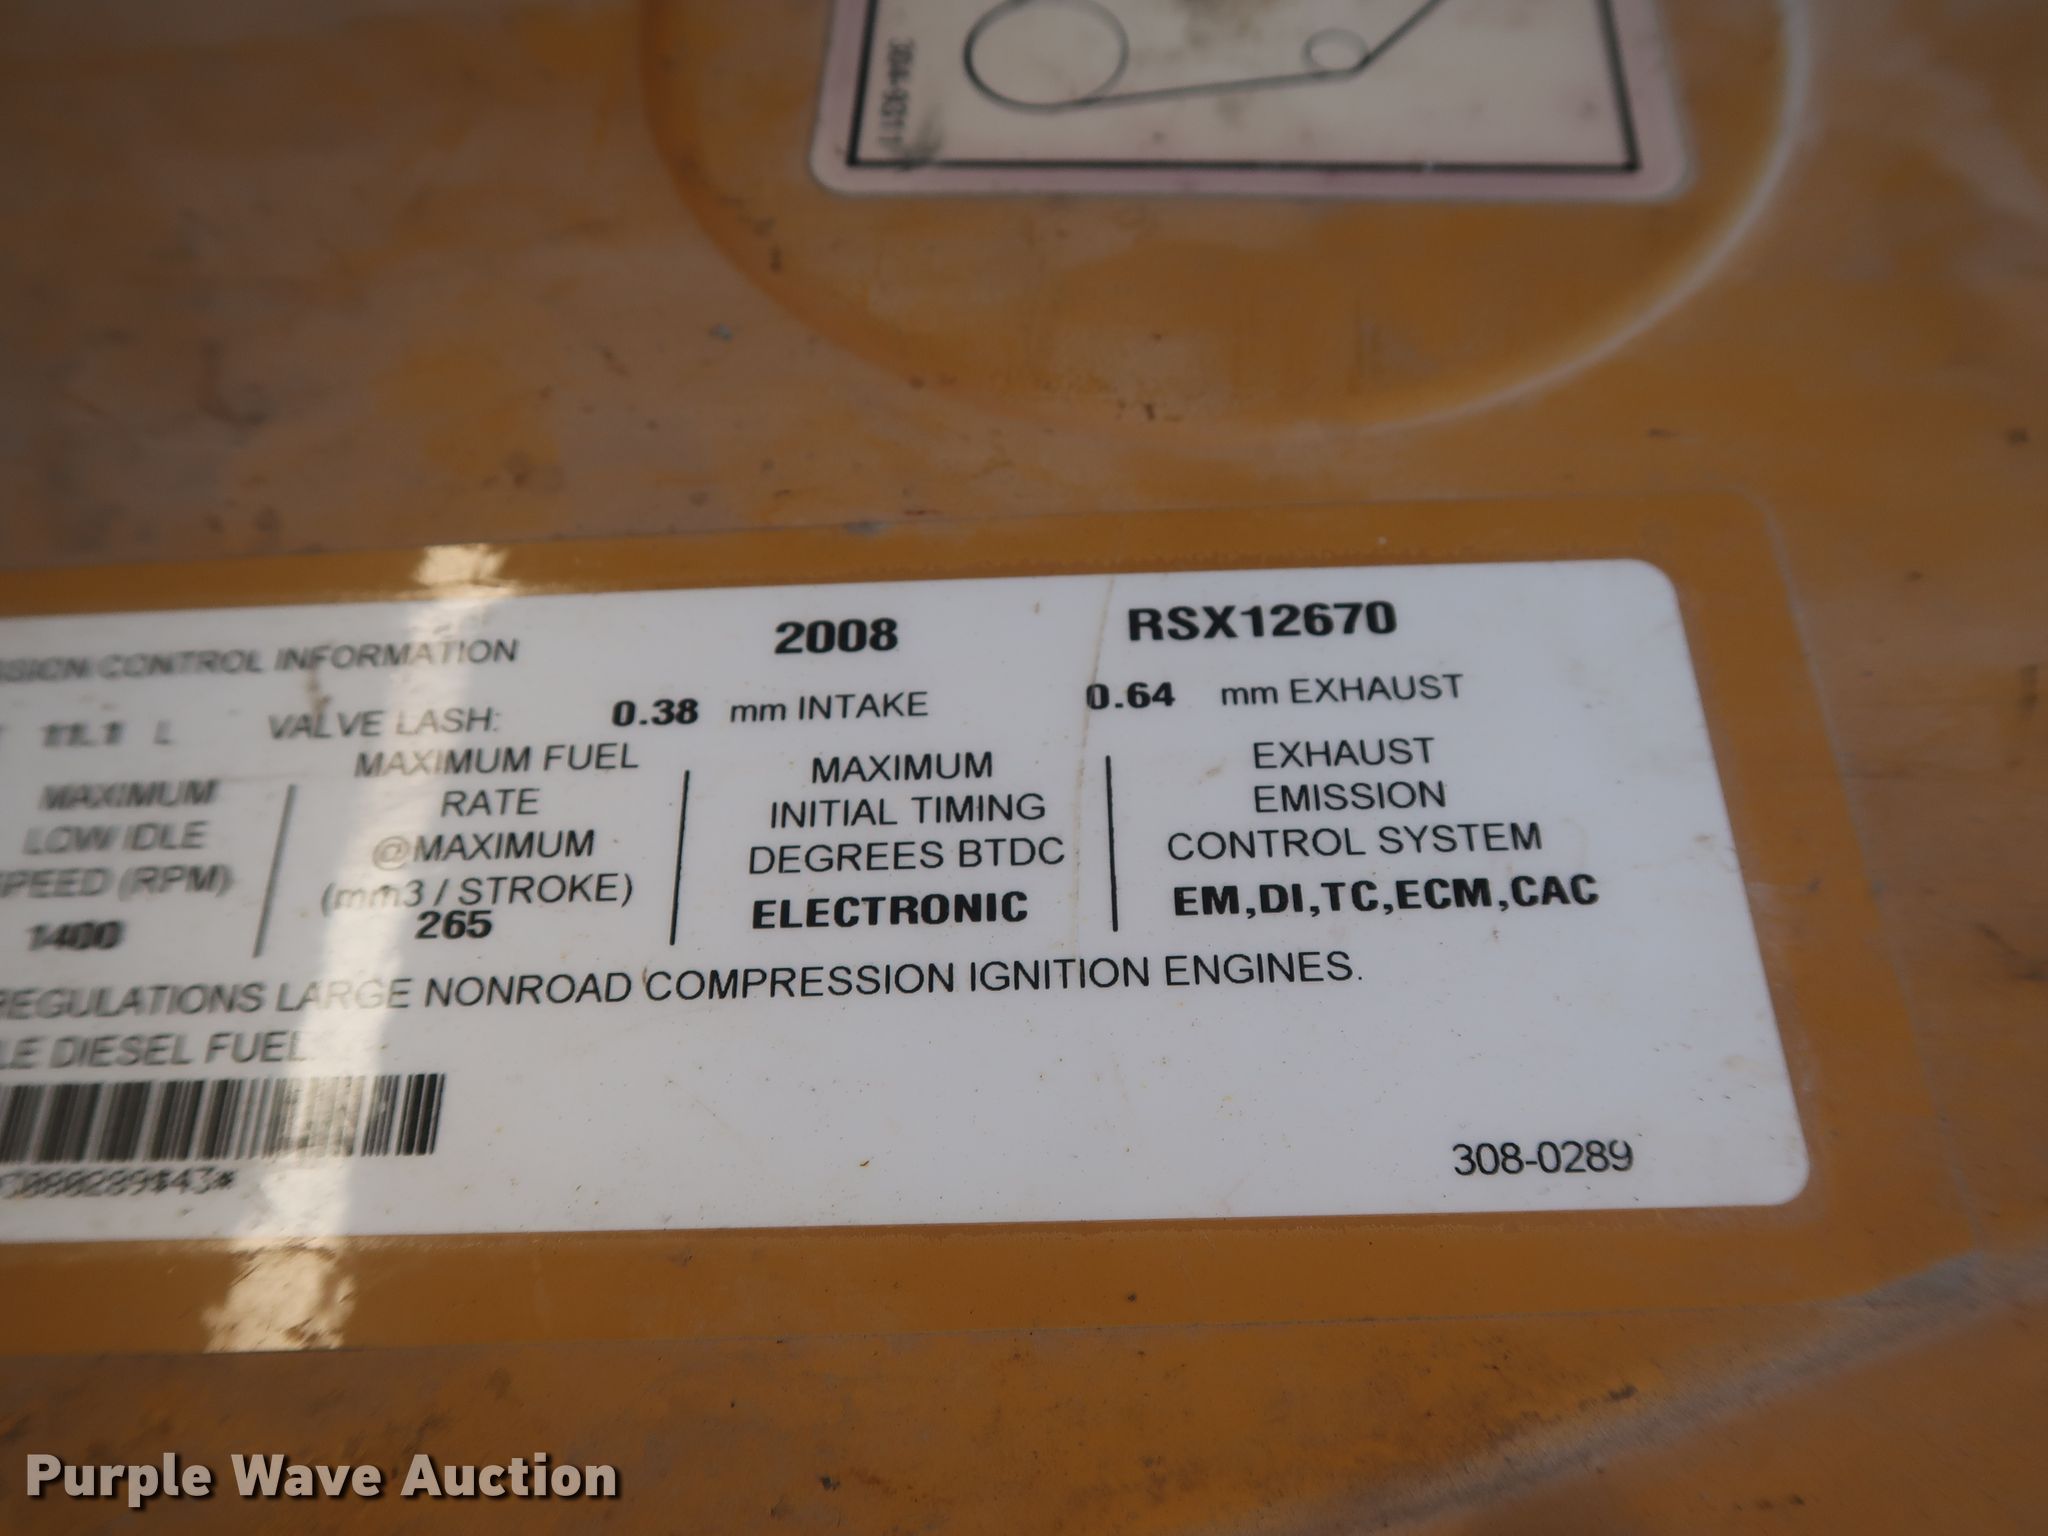 CONTROL INFORMATION 2008 RSX12670
11.1 L VALVE LASH: 0.38 mm INTAKE 0.64 mm EXHAUST
MAXIMUM
LOW IDLE
SPEED (RPM)
1400
MAXIMUM FUEL
RATE
@MAXIMUM
(mm3 / STROKE)
265
MAXIMUM
INITIAL TIMING
DEGREES BTDC
ELECTRONIC
EXHAUST
EMISSION
CONTROL SYSTEM
EM,DI,TC,ECM,CAC
REGULATIONS LARGE NONROAD COMPRESSION IGNITION ENGINES.
LE DIESEL FUEL
308-0289
Purple Wave Auction